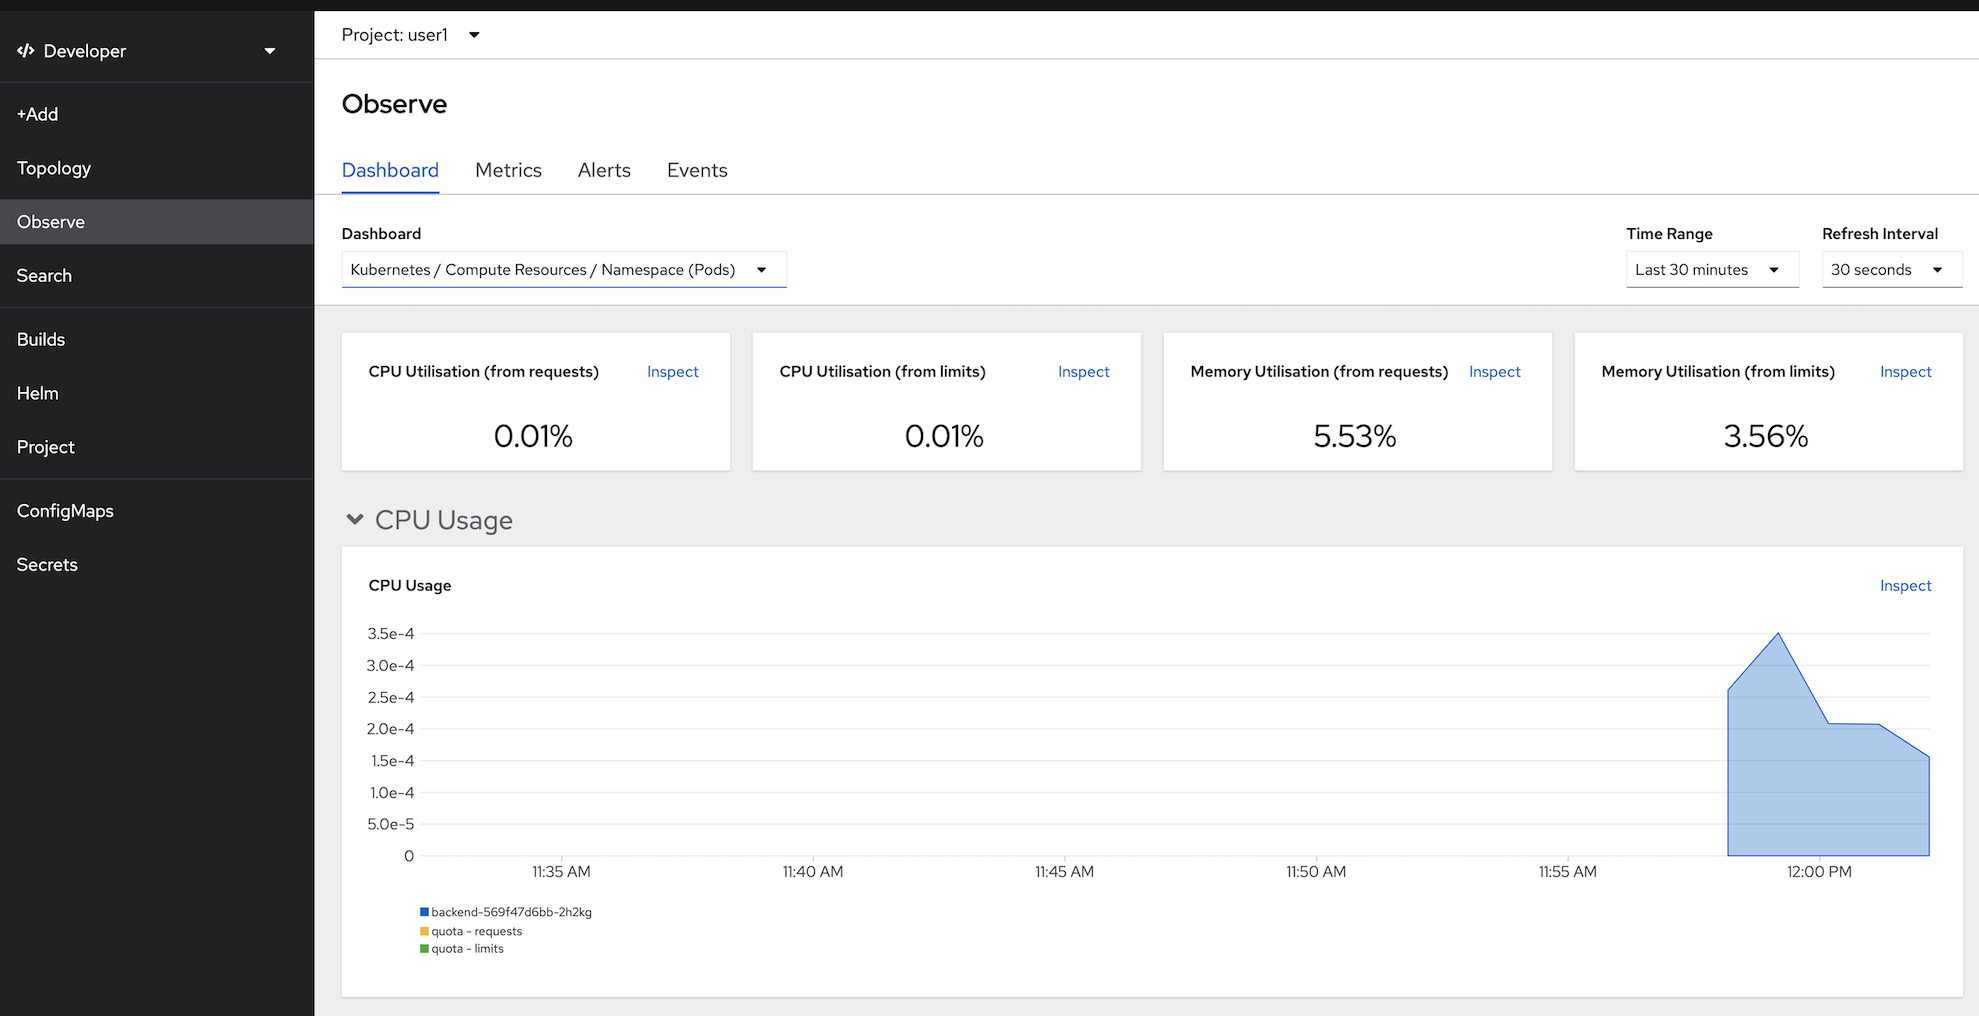 Developer
+Add
Topology
Observe
Search
Builds
Helm
Project
ConfigMaps
Secrets
Project: user1
Observe
Dashboard Metrics Alerts Events
Dashboard
Kubernetes / Compute Resources / Namespace (Pods)
Time Range
Last 30 minutes
Refresh Interval
30 seconds
CPU Utilisation (from requests) Inspect
0.01%
CPU Utilisation (from limits) Inspect
0.01%
Memory Utilisation (from requests) Inspect
5.53%
Memory Utilisation (from limits) Inspect
3.56%
CPU Usage
CPU Usage Inspect
3.5e-4
3.0e-4
2.5e-4
2.0e-4
1.5e-4
1.0e-4
5.0e-5
0
11:35 AM 11:40 AM 11:45 AM 11:50 AM 11:55 AM 12:00 PM
backend-569f47d6bb-2h2kg
quota - requests
quota - limits